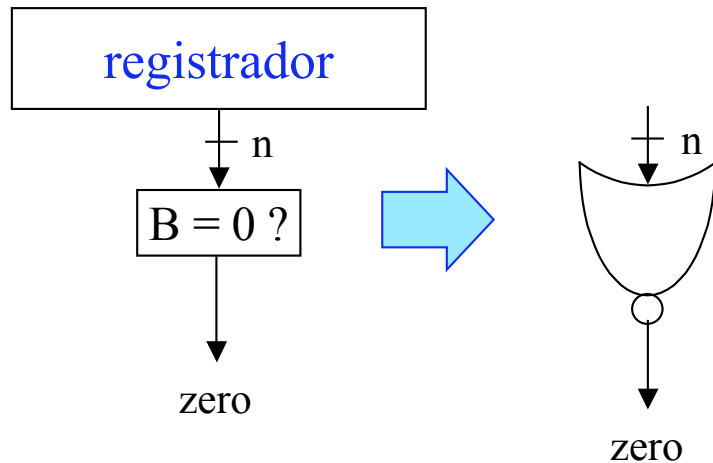 registrador
n
B = 0 ?
zero
n
zero